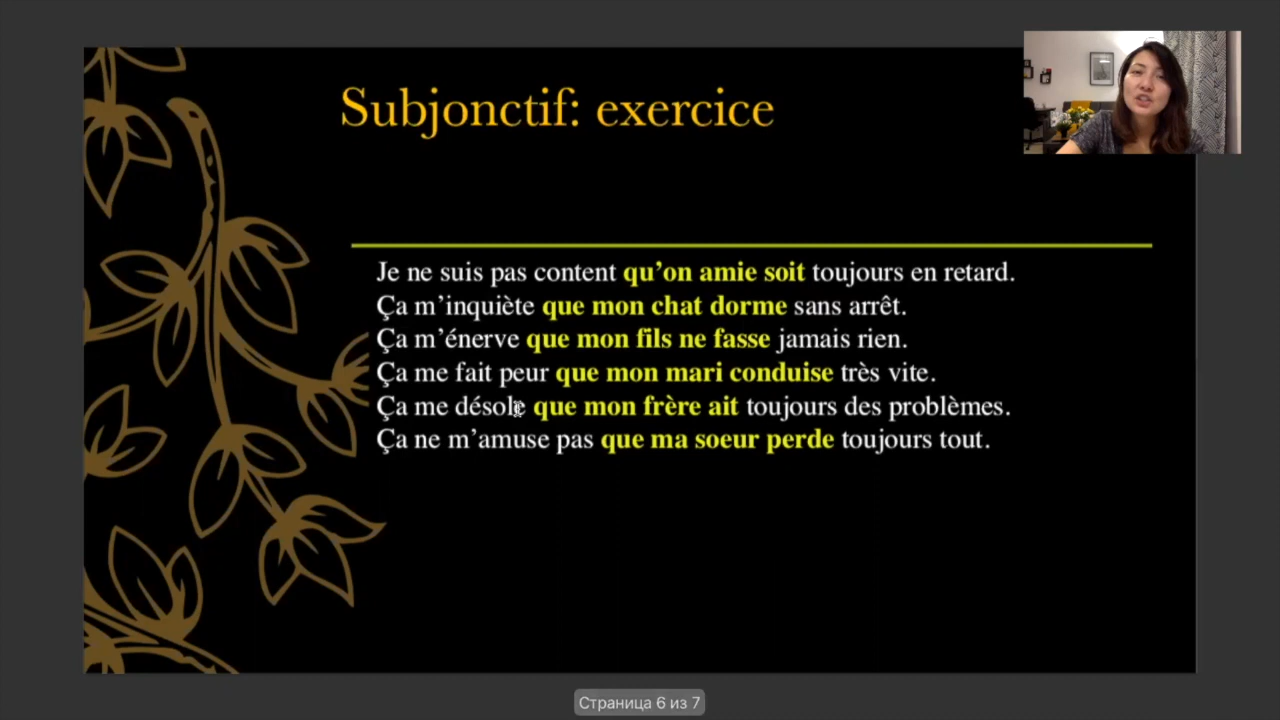 Subjonctif: exercice
Je ne suis pas content qu’on amie soit toujours en retard.
Ça m’inquiète que mon chat dorme sans arrêt.
Ça m’énerve que mon fils ne fasse jamais rien.
Ça me fait peur que mon mari conduise très vite.
Ça me désole que mon frère ait toujours des problèmes.
Ça ne m’amuse pas que ma soeur perde toujours tout.
Страница 6 из 7